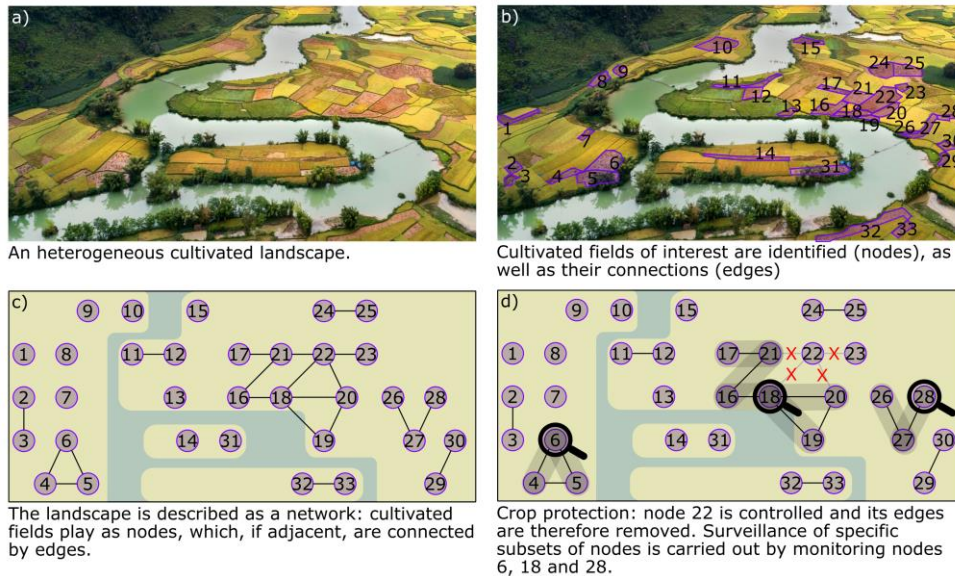 a)
An heterogeneous cultivated landscape.
b)
10
15
24 25
9
8
11
17 21
23
12
22
13 16 18 20
28
1
19 26 27
7
30
2
6
14
29
3
4 5
31
32 33
Cultivated fields of interest are identified (nodes), as
well as their connections (edges)
c)
9 10 15 24 25
1 8 11 12 17 21 22 23
2 7 13 16 18 20 26 28
3 6 14 31 19 27 30
4 5 32 33 29
The landscape is described as a network: cultivated
fields play as nodes, which, if adjacent, are connected
by edges.
d)
9 10 15 24 25
1 8 11 12 17 21 X 22 X 23
X X
2 7 13 16 18 20 26 28
3 6 14 31 19 27 30
4 5 32 33 29
Crop protection: node 22 is controlled and its edges
are therefore removed. Surveillance of specific
subsets of nodes is carried out by monitoring nodes
6, 18 and 28.